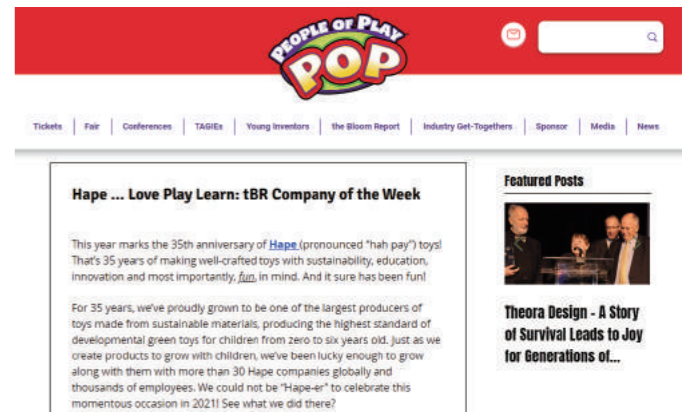 PEOPLE OF PLAY
POP
Tickets
Fair
Conferences
TAGIEs
Young Inventors
the Bloom Report
Industry Get-Togethers
Sponsor
Media
News
Hape ... Love Play Learn: tBR Company of the Week
This year marks the 35th anniversary of Hape (pronounced "hah pay") toys!
That's 35 years of making well-crafted toys with sustainability, education,
innovation and most importantly, fun, in mind. And it sure has been fun!
For 35 years, we've proudly grown to be one of the largest producers of
toys made from sustainable materials, producing the highest standard of
developmental green toys for children from zero to six years old. Just as we
create products to grow with children, we've been lucky enough to grow
along with them with more than 30 Hape companies globally and
thousands of employees. We could not be "Hape-er" to celebrate this
momentous occasion in 2021! See what we did there?
Featured Posts
Theora Design - A Story
of Survival Leads to Joy
for Generations of...